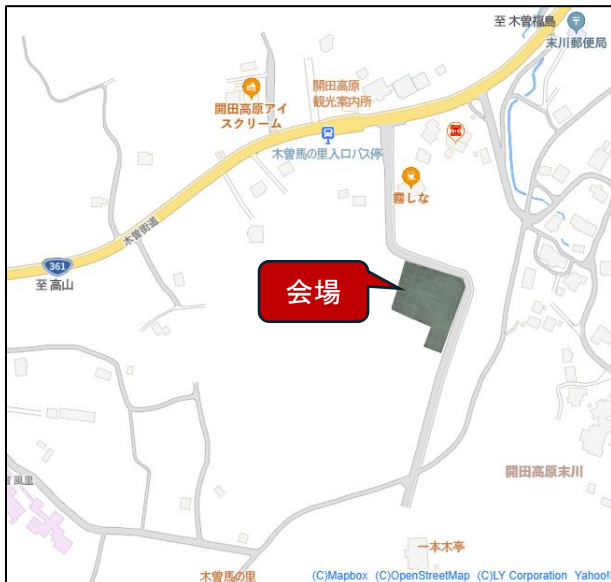 至 木曽福島
末川郵便局
開田高原
観光案内所
開田高原アイ
スクリーム
木曽馬の里入口バス停
霧しな
木曽街道
361
至 高山
会場
風里
開田高原末川
一本木亭
木曽馬の里
(C)Mapbox (C)OpenStreetMap (C)LY Corporation Yahoo!